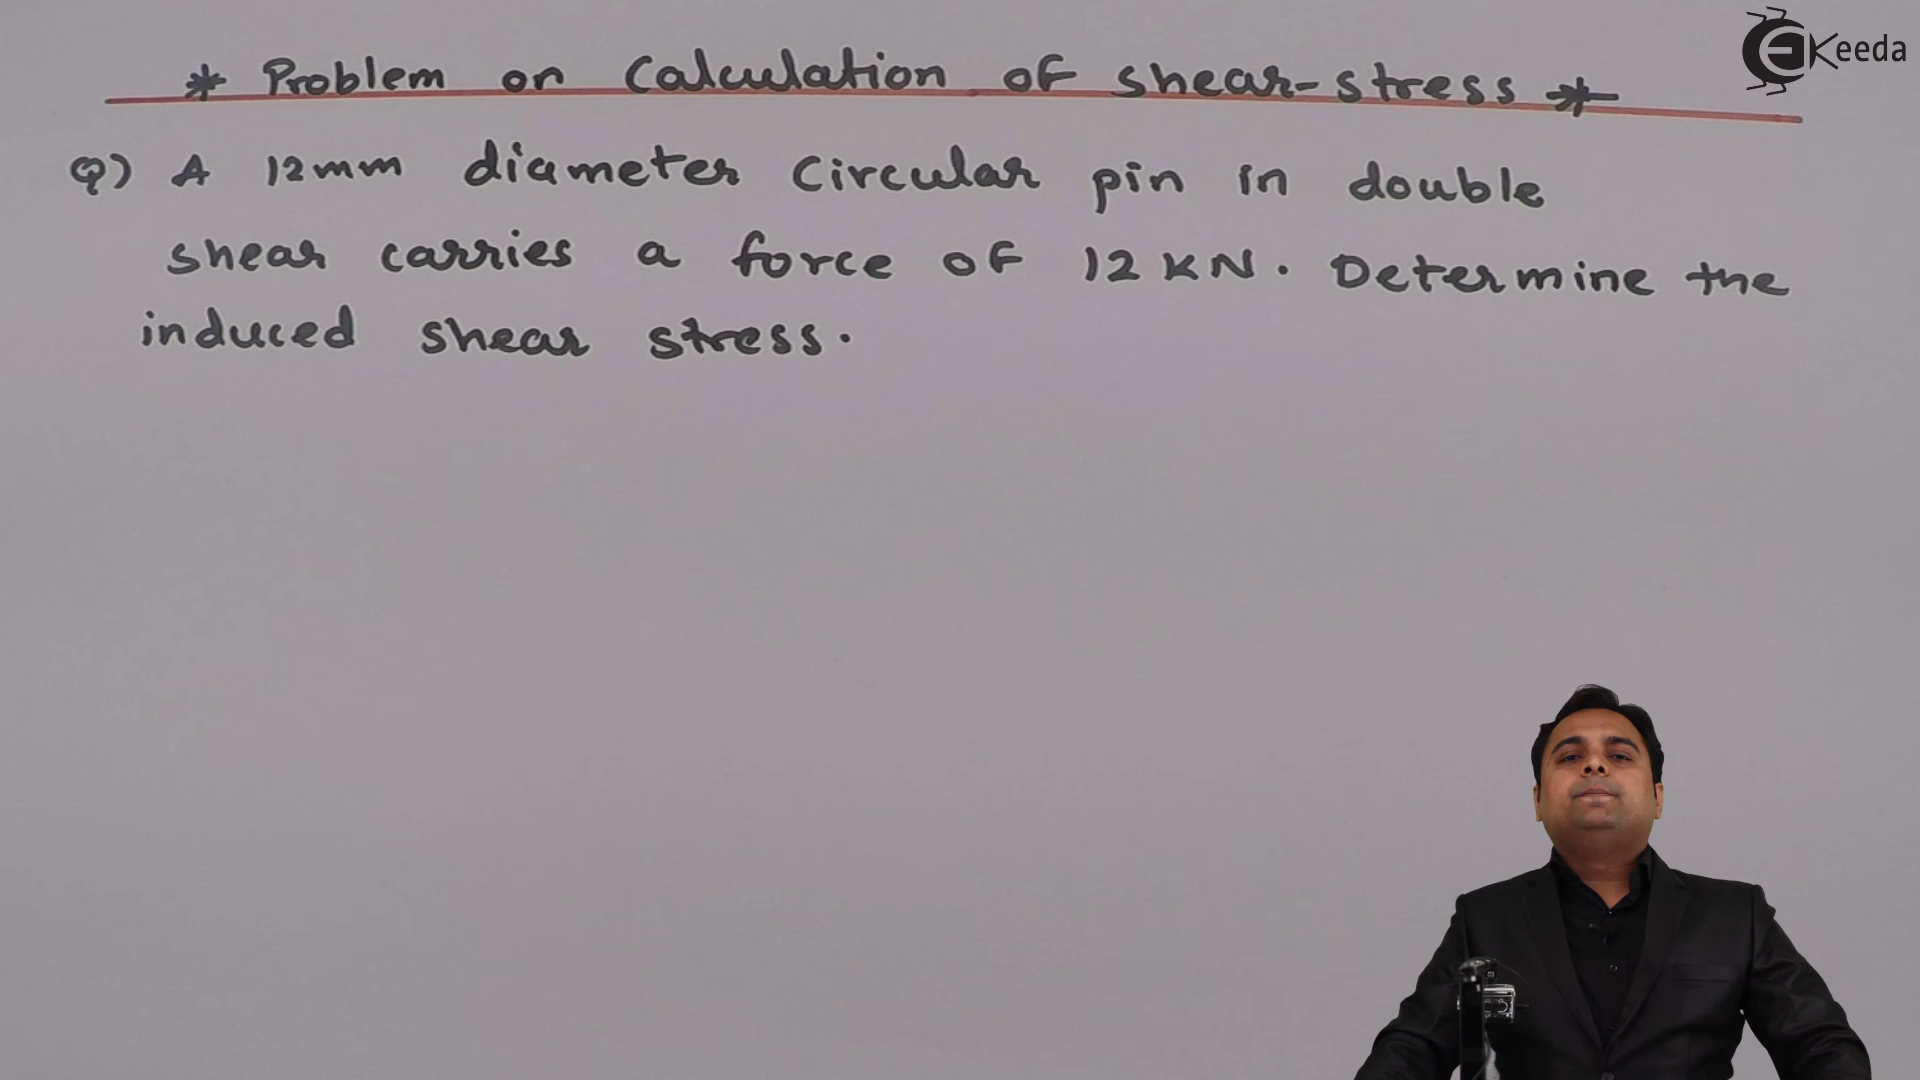 * Problem on Calculation of shear-stress *
Ekeeda
Q) A 12mm diameter circular pin in double
shear carries a force of 12 KN. Determine the
induced shear stress.